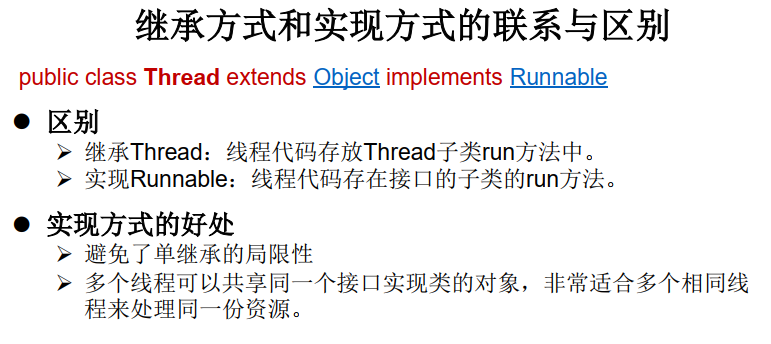 继承方式和实现方式的联系与区别
public class Thread extends Object implements Runnable
● 区别
➢ 继承Thread：线程代码存放Thread子类run方法中。
➢ 实现Runnable：线程代码存在接口的子类的run方法。
● 实现方式的好处
➢ 避免了单继承的局限性
➢ 多个线程可以共享同一个接口实现类的对象，非常适合多个相同线
程来处理同一份资源。